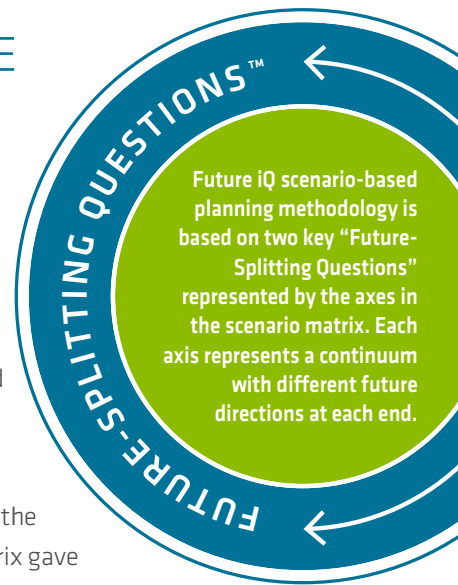 FUTURE-SPLITTING QUESTIONS™
Future iQ scenario-based
planning methodology is
based on two key “Future-
Splitting Questions”
represented by the axes in
the scenario matrix. Each
axis represents a continuum
with different future
directions at each end.
the
rix gave